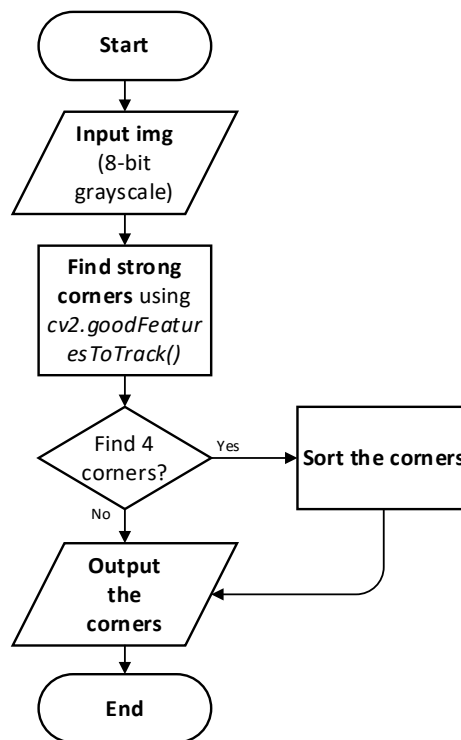 Start
Input img
(8-bit
grayscale)
Find strong
corners using
cv2.goodFeatur
esToTrack()
Find 4
corners?
Yes
Sort the corners
No
Output
the
corners
End